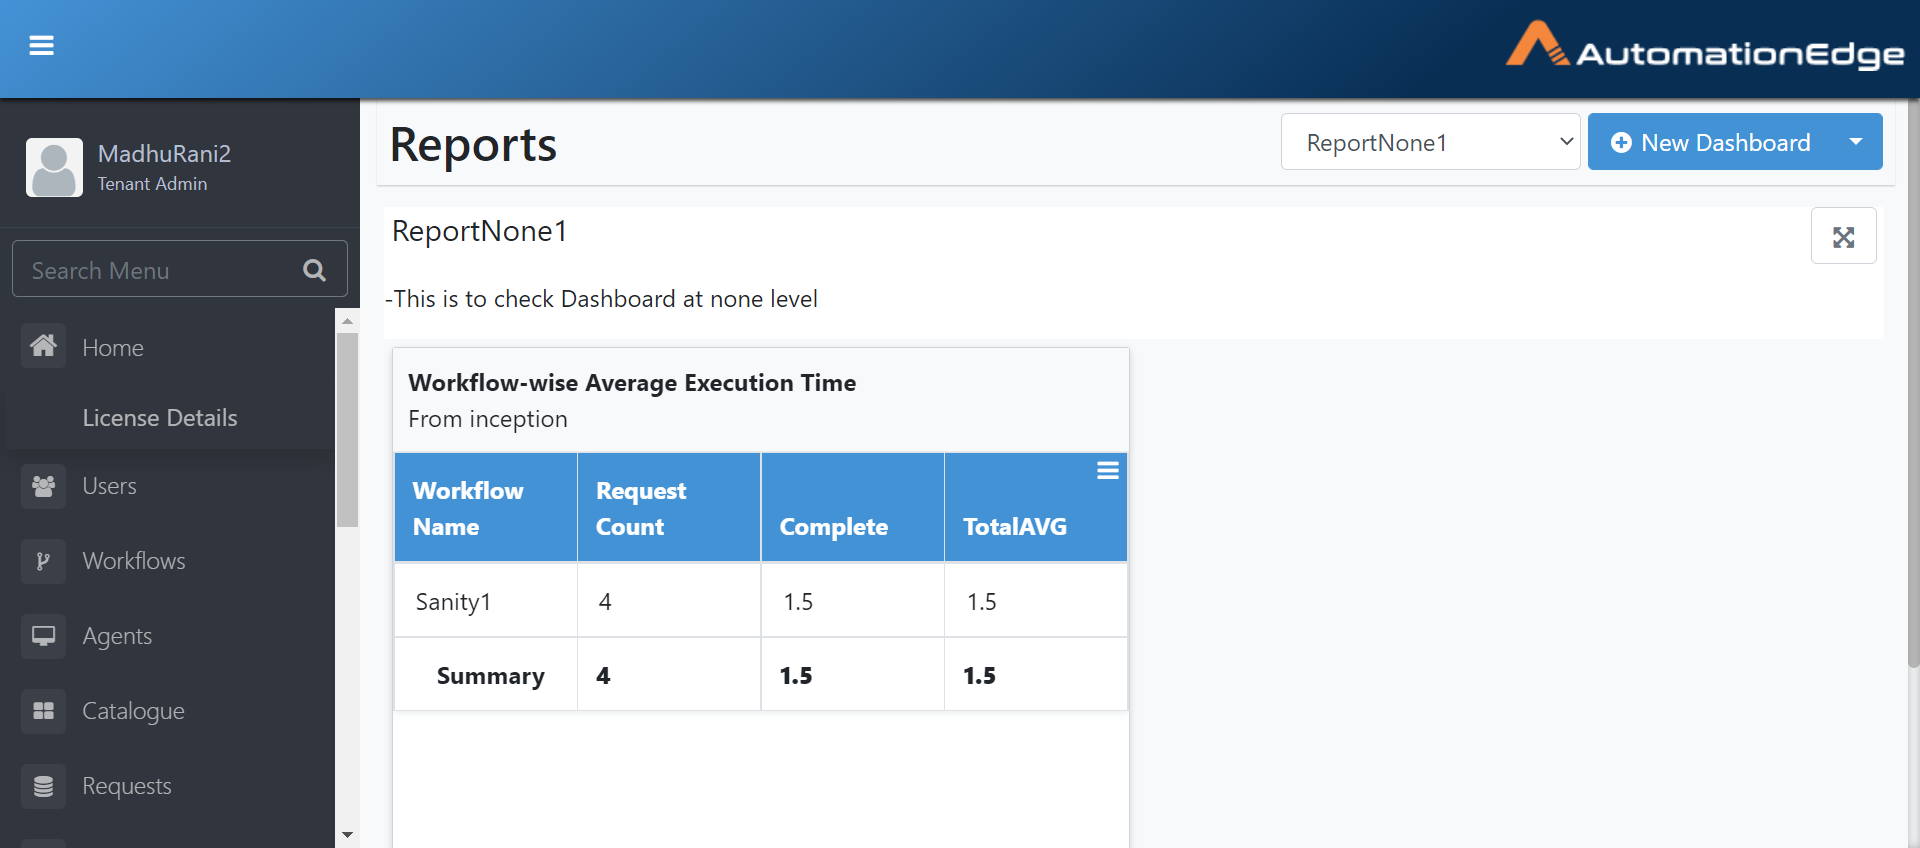 AutomationEdge
MadhuRani2
Tenant Admin
Search Menu
Home
License Details
Users
Workflows
Agents
Catalogue
Requests
Reports
ReportNone1
New Dashboard
ReportNone1
-This is to check Dashboard at none level
Workflow-wise Average Execution Time
From inception
Workflow Name
Request Count
Complete
TotalAVG
Sanity1
4
1.5
1.5
Summary
4
1.5
1.5